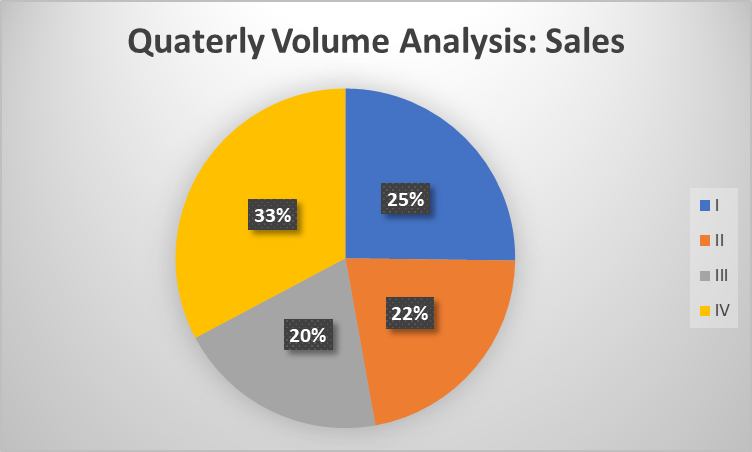 Quaterly Volume Analysis: Sales
25%
33%
22%
20%
I
II
III
IV